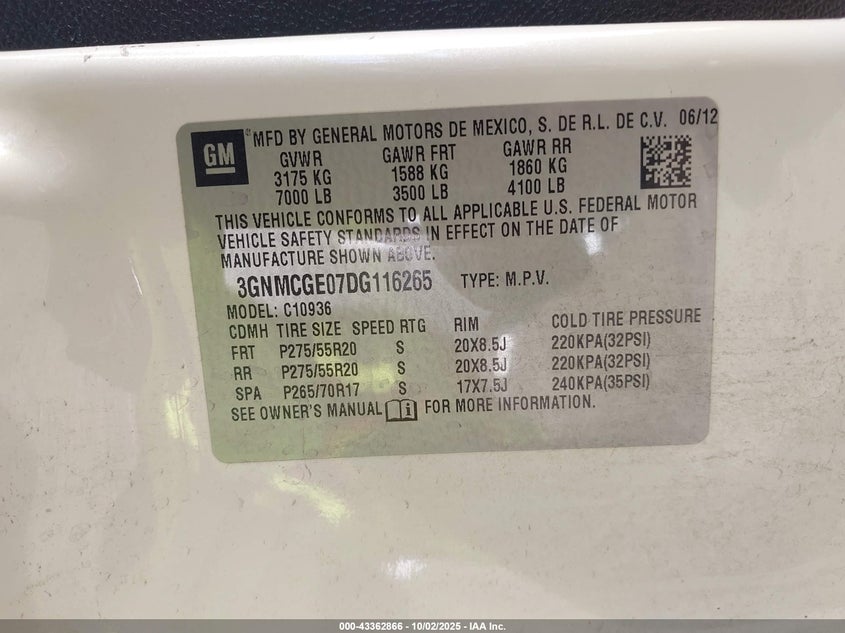 GM
®MFD BY GENERAL MOTORS DE MEXICO, S. DE R.L. DE C.V. 06/12
GVWR GAWR FRT GAWR RR
3175 KG 1588 KG 1860 KG
7000 LB 3500 LB 4100 LB
THIS VEHICLE CONFORMS TO ALL APPLICABLE U.S. FEDERAL MOTOR
VEHICLE SAFETY STANDARDS IN EFFECT ON THE DATE OF
MANUFACTURE SHOWN ABOVE.
3GNMCGE07DG116265 TYPE: M.P.V.
MODEL: C10936
CDMH TIRE SIZE SPEED RTG RIM COLD TIRE PRESSURE
FRT P275/55R20 S 20X8.5J 220KPA(32PSI)
RR P275/55R20 S 20X8.5J 220KPA(32PSI)
SPA P265/70R17 S 17X7.5J 240KPA(35PSI)
SEE OWNER'S MANUAL FOR MORE INFORMATION.
000-43362866 - 10/02/2025 - IAA Inc.